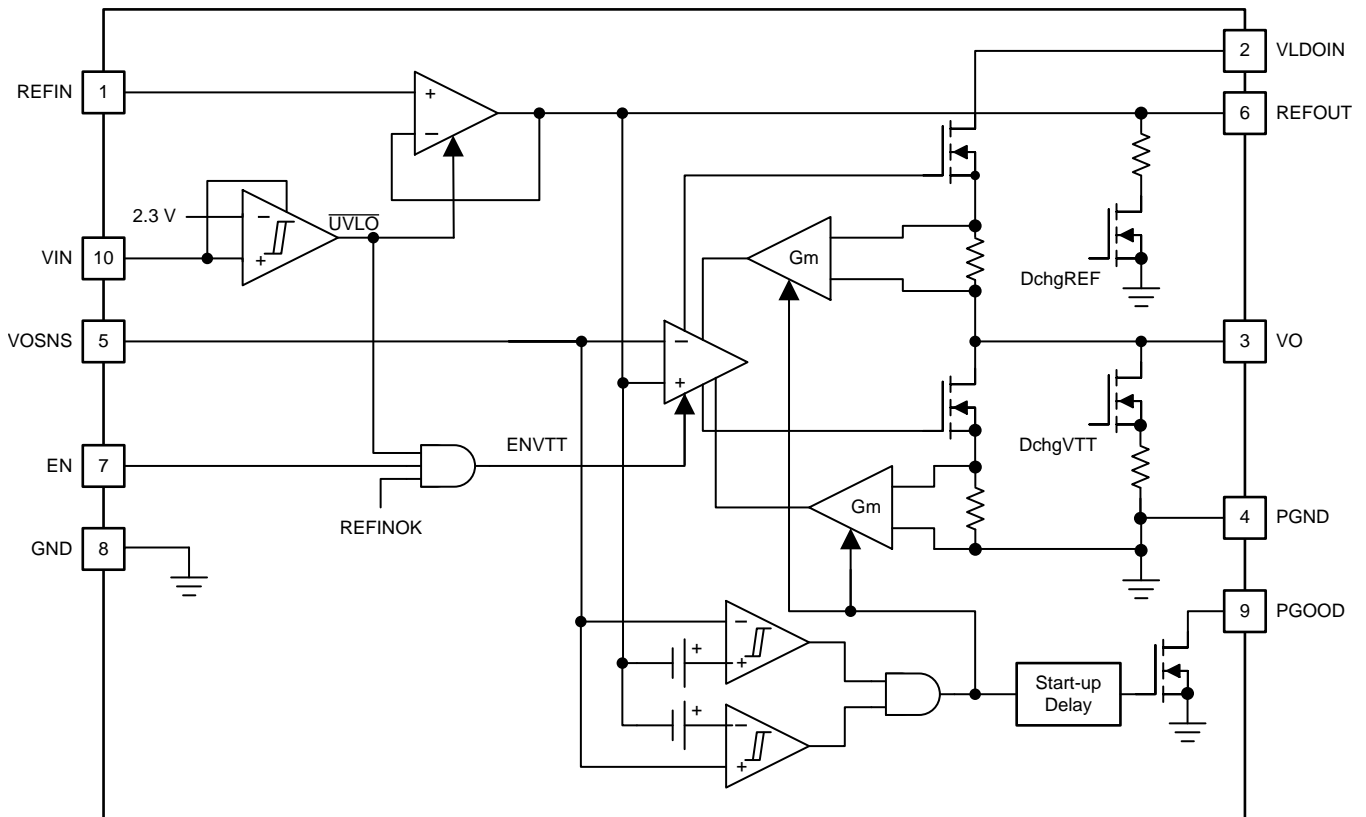 2 VLDOIN
REFIN 1
+
−
6 REFOUT
2.3 V
−
+
UVLO
VIN 10
Gm
DchgREF
VOSNS 5
−
+
3 VO
EN 7
ENVTT
DchgVTT
REFINOK
Gm
4 PGND
GND 8
9 PGOOD
−
+
+
Start-up
Delay
+
−
+